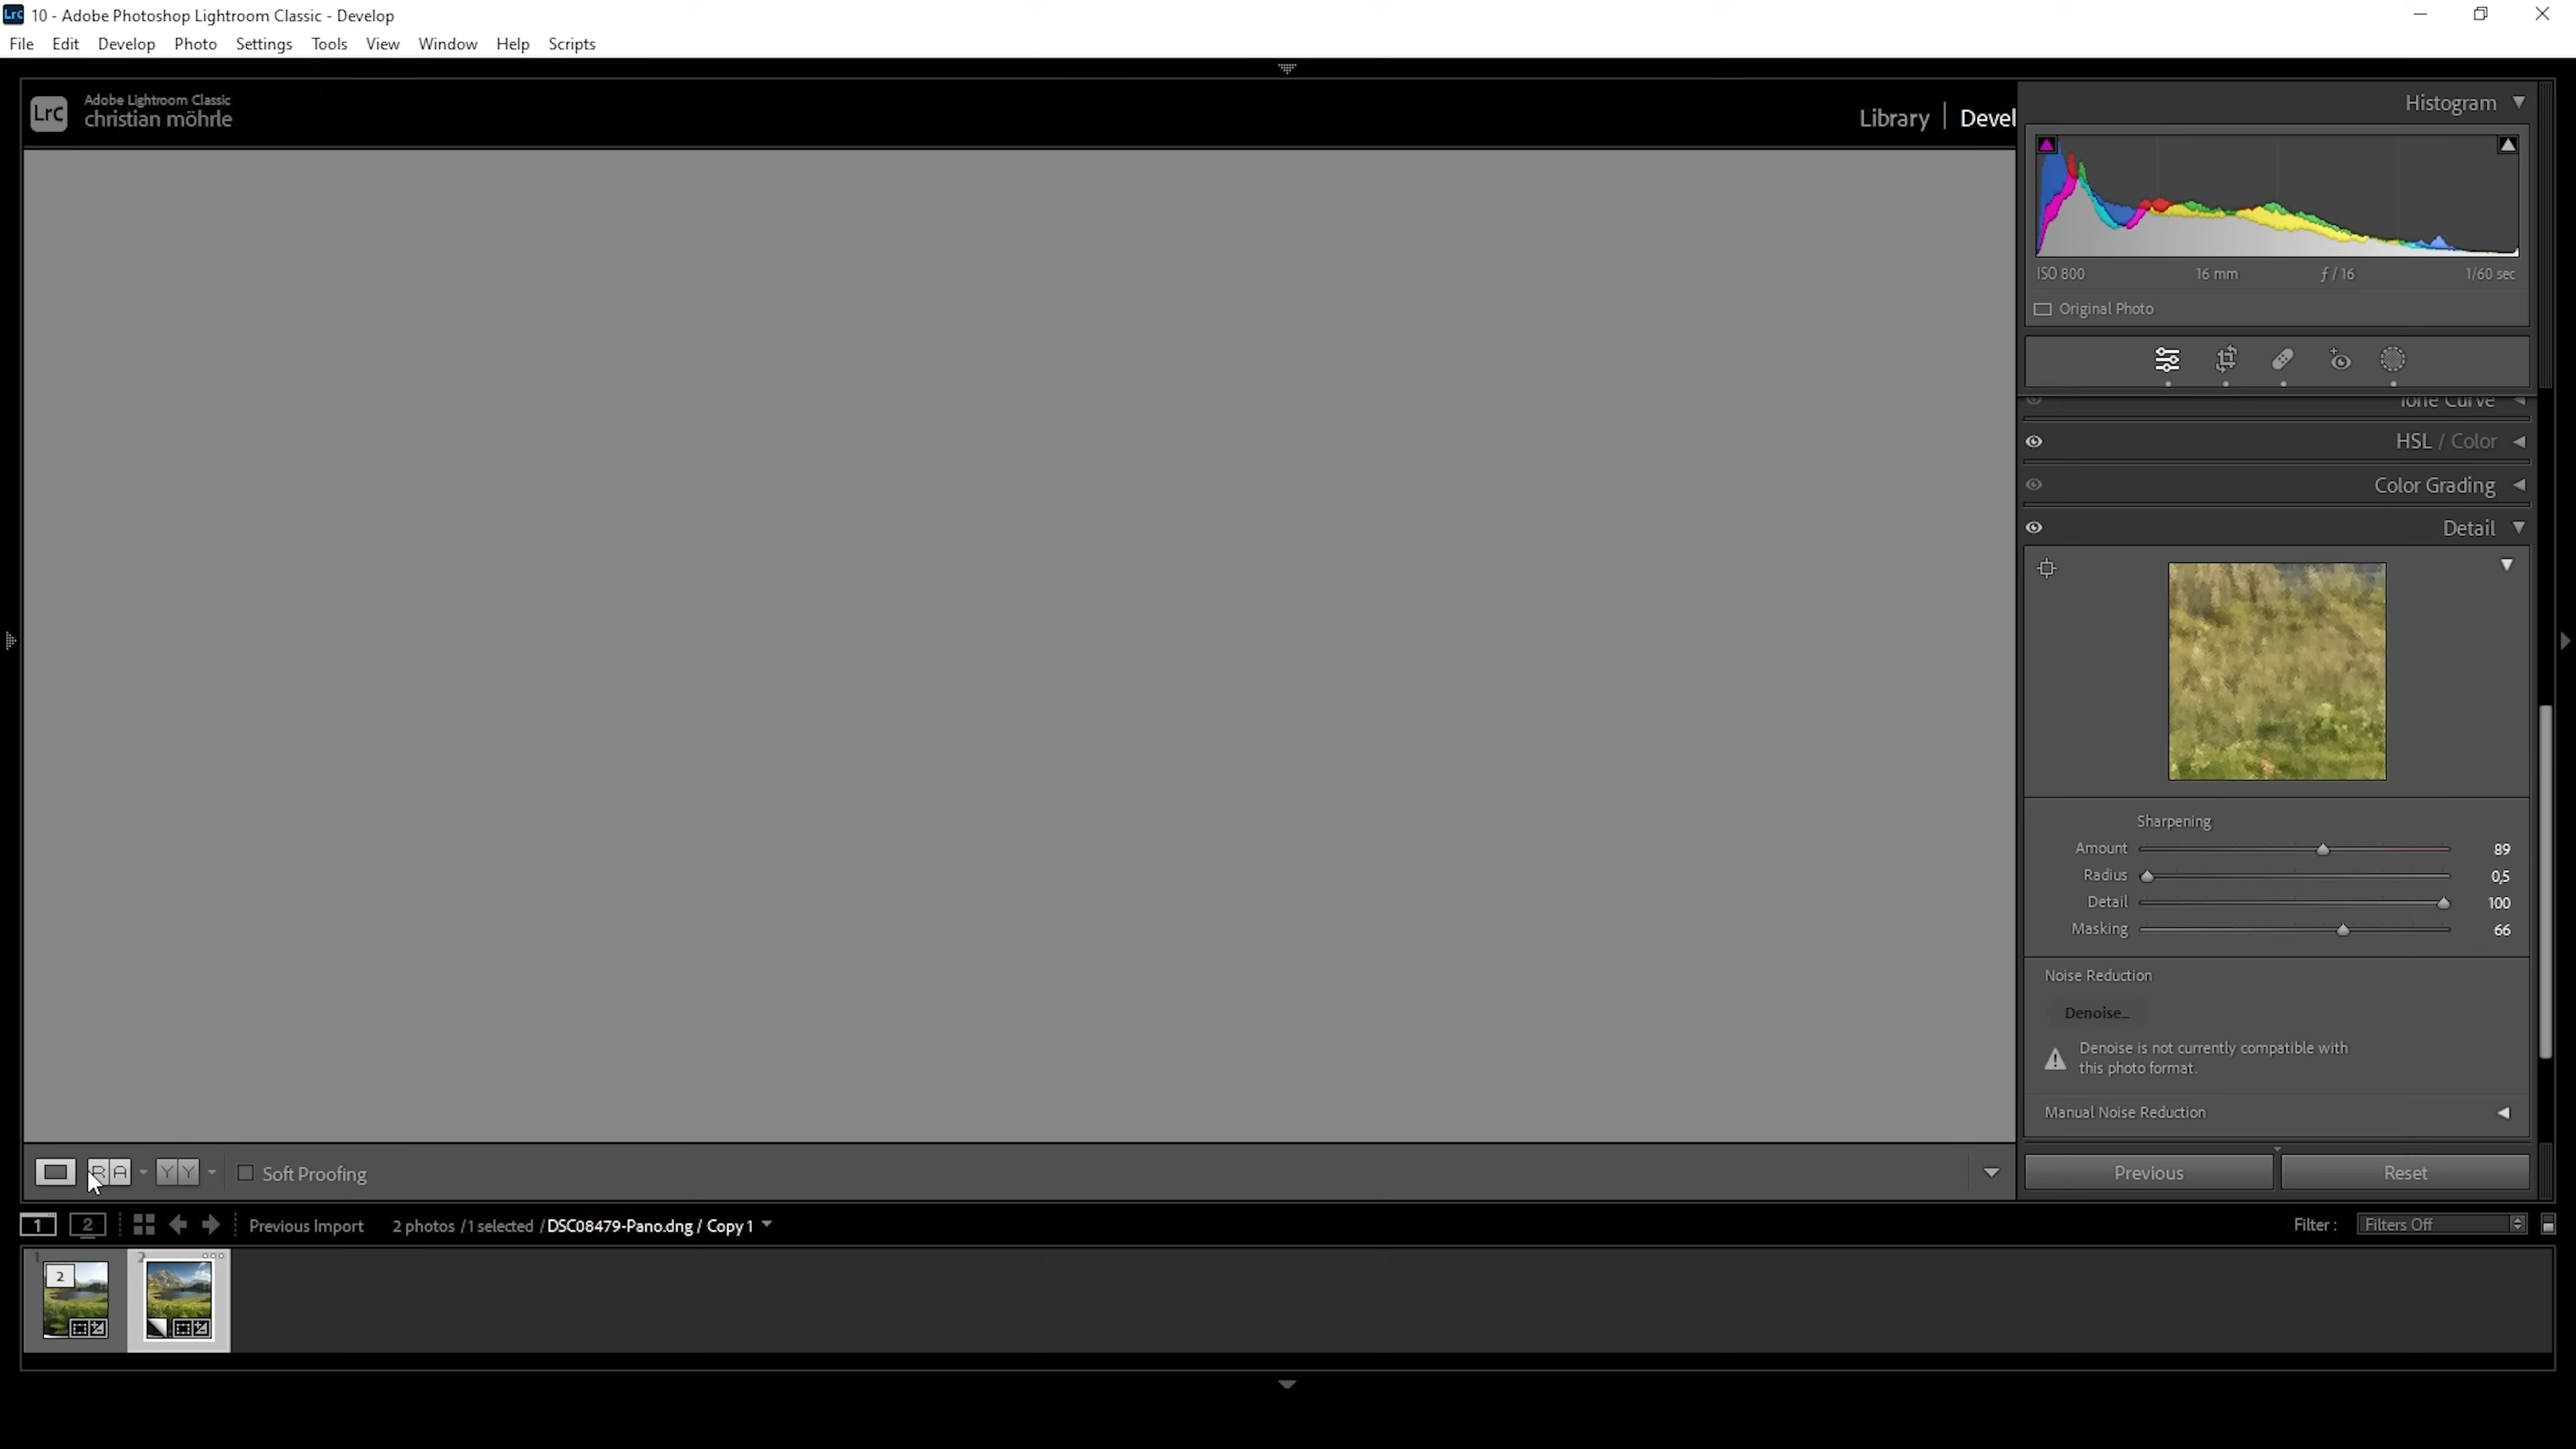 Lrc 10 - Adobe Photoshop Lightroom Classic - Develop
File Edit Develop Photo Settings Tools View Window Help Scripts
Lrc Adobe Lightroom Classic
christian möhrle
Library Devel
Histogram
ISO 800 16 mm ƒ / 16 1/60 sec
Original Photo
Tone Curve
HSL / Color
Color Grading
Detail
Sharpening
Amount 89
Radius 0,5
Detail 100
Masking 66
Noise Reduction
Denoise...
Denoise is not currently compatible with
this photo format.
Manual Noise Reduction
R A Y Y Soft Proofing
Previous Reset
1 2 Previous Import 2 photos / 1 selected / DSC08479-Pano.dng / Copy 1 Filter : Filters Off
1 2 2